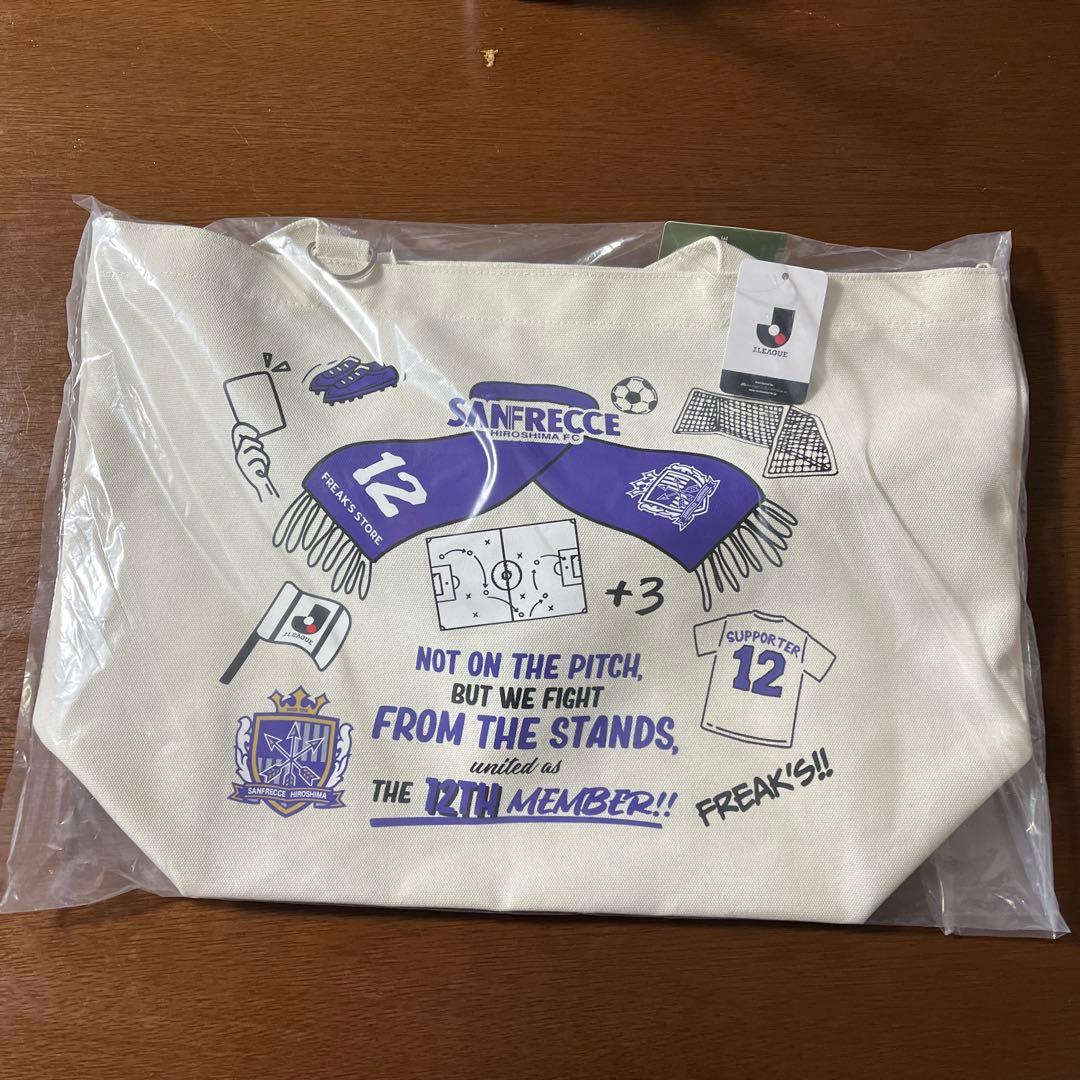 J.LEAGUE
SANFRECCE
HIROSHIMA FC
12
FREAK'S STORE
+3
J.LEAGUE
SUPPORTER
12
NOT ON THE PITCH,
BUT WE FIGHT
FROM THE STANDS,
united as
THE 12TH MEMBER!!
SANFRECCE HIROSHIMA
FREAK'S!!